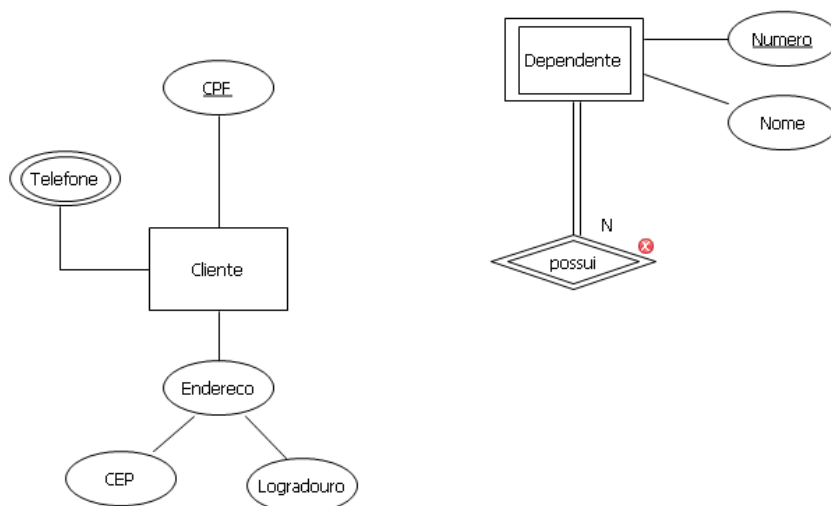 Numero
Dependente
CPF
Nome
Telefone
N
possui
Cliente
Endereco
CEP
Logradouro